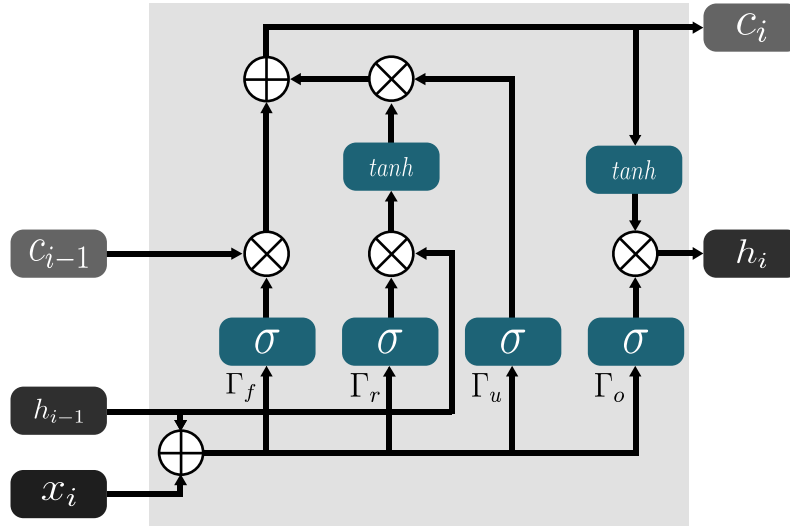 c_i
tanh
tanh
c_{i-1}
h_i
σ σ σ σ
Γ_f Γ_r Γ_u Γ_o
h_{i-1}
x_i